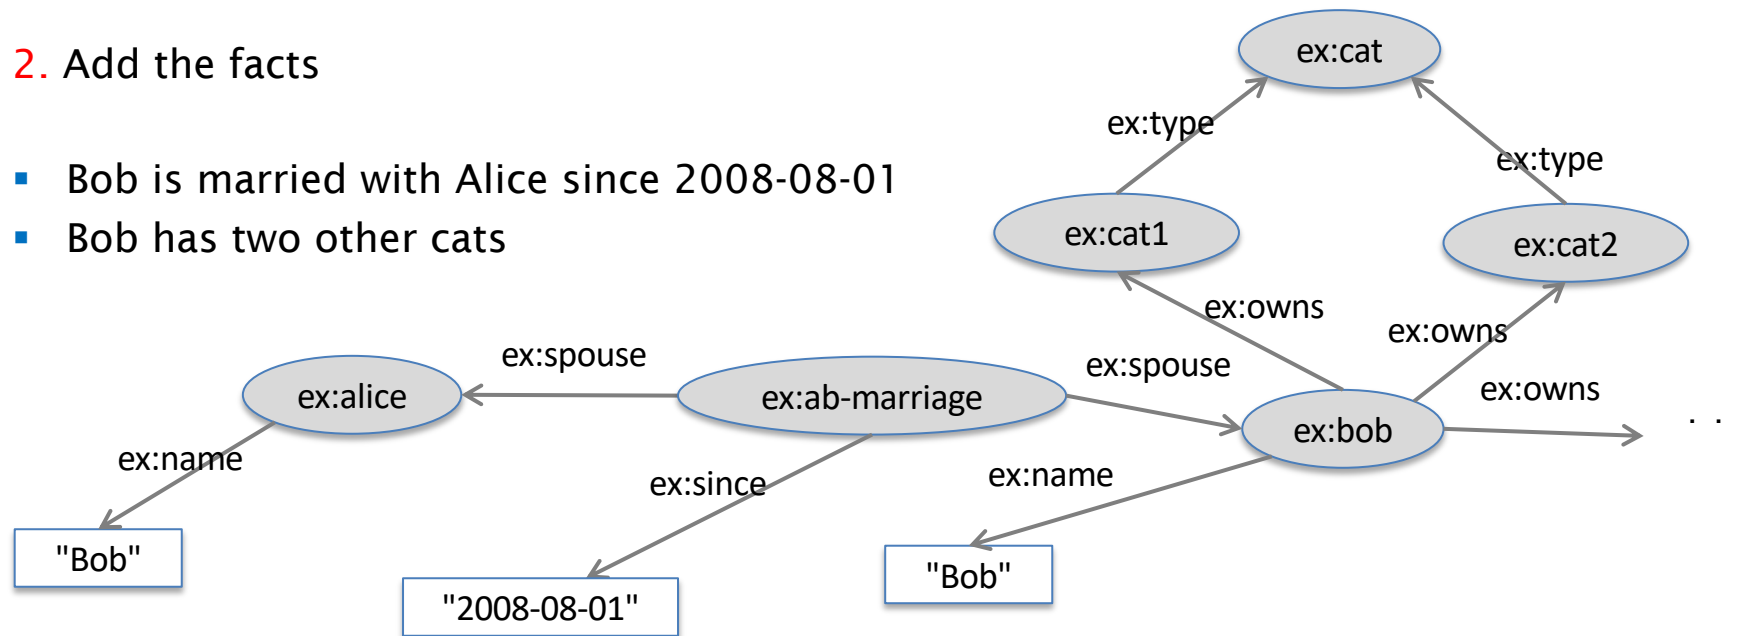 2. Add the facts
▪ Bob is married with Alice since 2008-08-01
▪ Bob has two other cats
ex:cat
ex:type
ex:type
ex:cat1
ex:cat2
ex:owns
ex:owns
ex:spouse
ex:spouse
ex:owns
ex:alice
ex:ab-marriage
ex:bob
. .
ex:name
ex:since
ex:name
"Bob"
"2008-08-01"
"Bob"